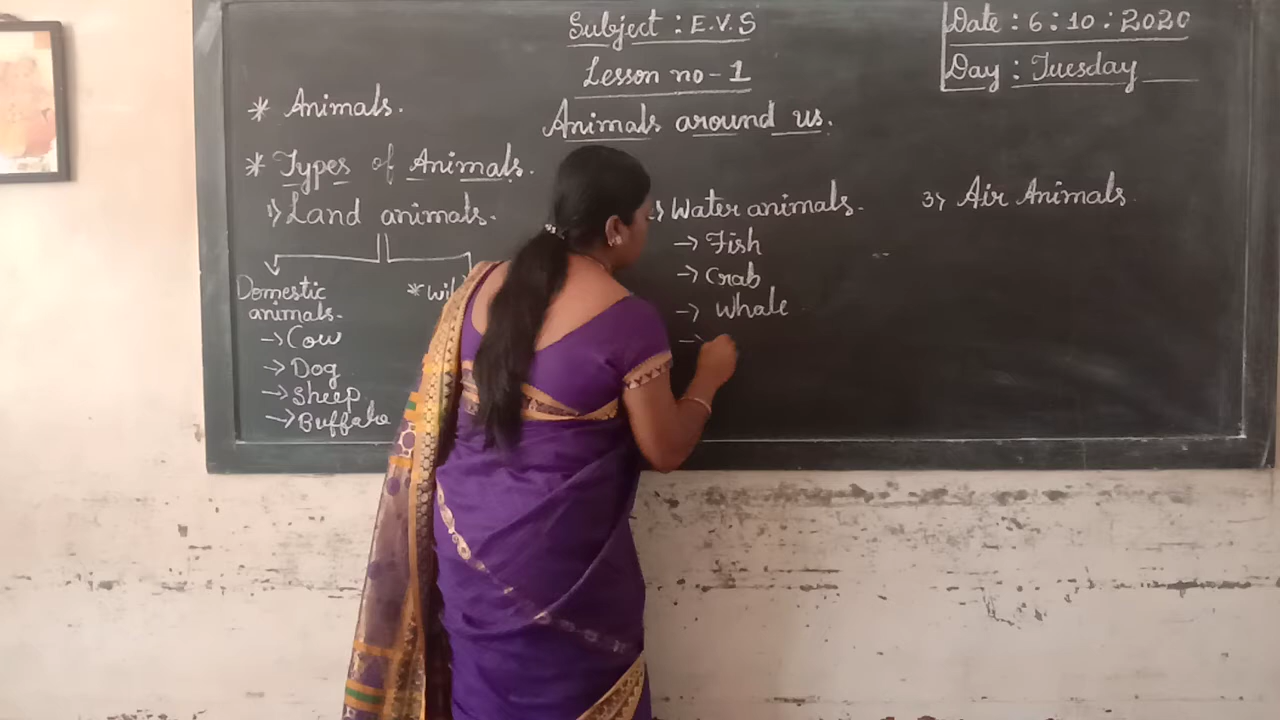 Subject : E.V.S
Date : 6 : 10 : 2020
Lesson no - 1
Day : Tuesday
* Animals.
Animals around us.
* Types of Animals.
1) Land animals.
Domestic
animals.
→ Cow
→ Dog
→ Sheep
→ Buffalo
Water animals.
→ Fish
→ Crab
→ Whale
→
3) Air Animals